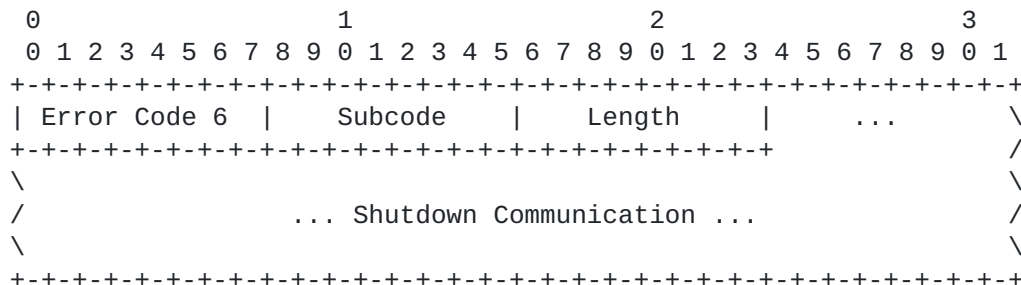 0                   1                   2                   3
 0 1 2 3 4 5 6 7 8 9 0 1 2 3 4 5 6 7 8 9 0 1 2 3 4 5 6 7 8 9 0 1
+-+-+-+-+-+-+-+-+-+-+-+-+-+-+-+-+-+-+-+-+-+-+-+-+-+-+-+-+-+-+-+-+
| Error Code 6  |    Subcode    |    Length     |     ...       \
+-+-+-+-+-+-+-+-+-+-+-+-+-+-+-+-+-+-+-+-+-+-+-+-+               /
\                                                               \
/                 ... Shutdown Communication ...                /
\                                                               \
+-+-+-+-+-+-+-+-+-+-+-+-+-+-+-+-+-+-+-+-+-+-+-+-+-+-+-+-+-+-+-+-+